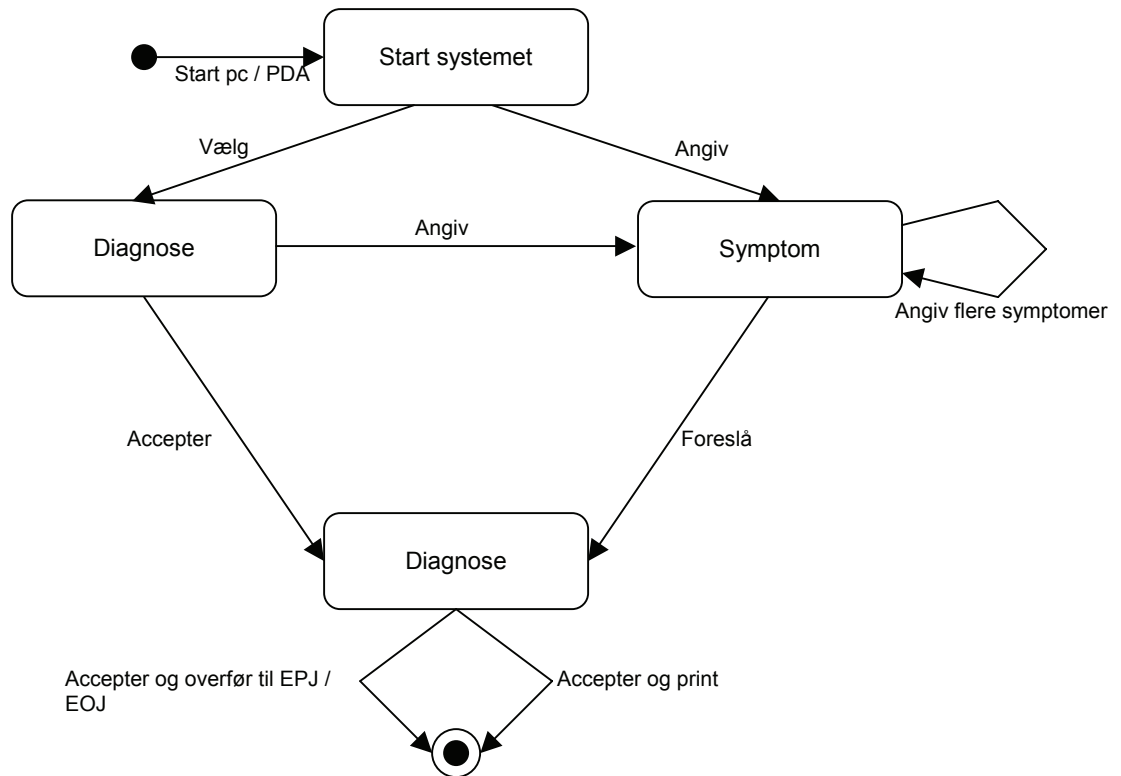 Start systemet
Start pc / PDA
Vælg
Angiv
Diagnose
Angiv
Symptom
Angiv flere symptomer
Accepter
Foreslå
Diagnose
Accepter og overfør til EPJ /
EOJ
Accepter og print